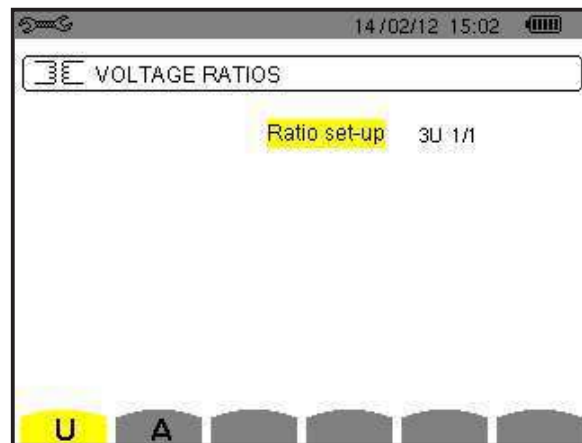 14/02/12 15:02
VOLTAGE RATIOS
Ratio set-up 3U 1/1
U A